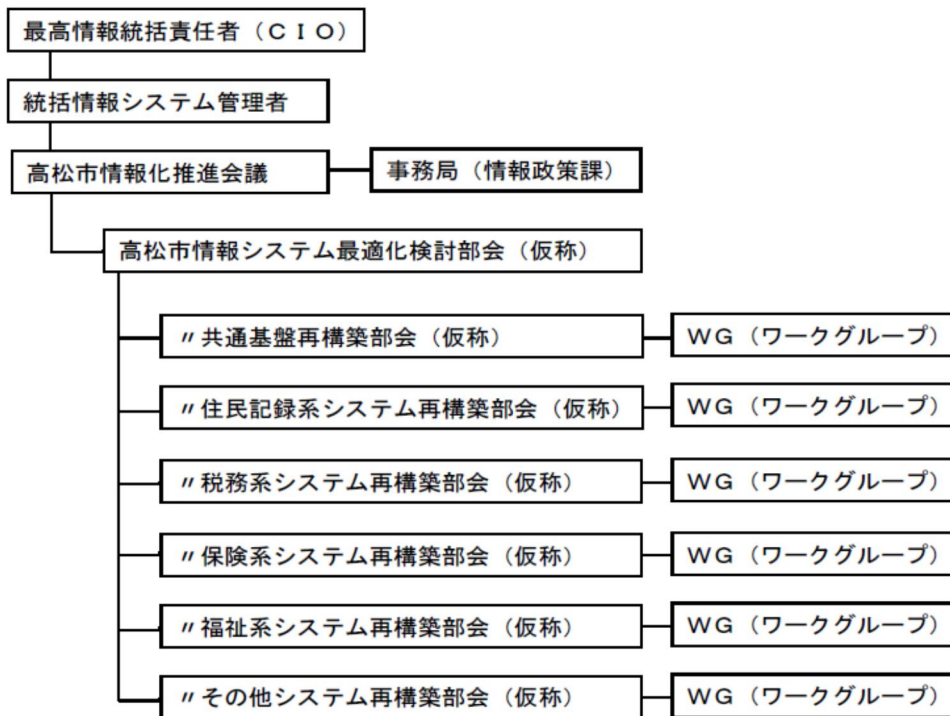 最高情報統括責任者（ＣＩＯ）
統括情報システム管理者
高松市情報化推進会議
事務局（情報政策課）
高松市情報システム最適化検討部会（仮称）
〃共通基盤再構築部会（仮称）
ＷＧ（ワークグループ）
〃住民記録系システム再構築部会（仮称）
ＷＧ（ワークグループ）
〃税務系システム再構築部会（仮称）
ＷＧ（ワークグループ）
〃保険系システム再構築部会（仮称）
ＷＧ（ワークグループ）
〃福祉系システム再構築部会（仮称）
ＷＧ（ワークグループ）
〃その他システム再構築部会（仮称）
ＷＧ（ワークグループ）